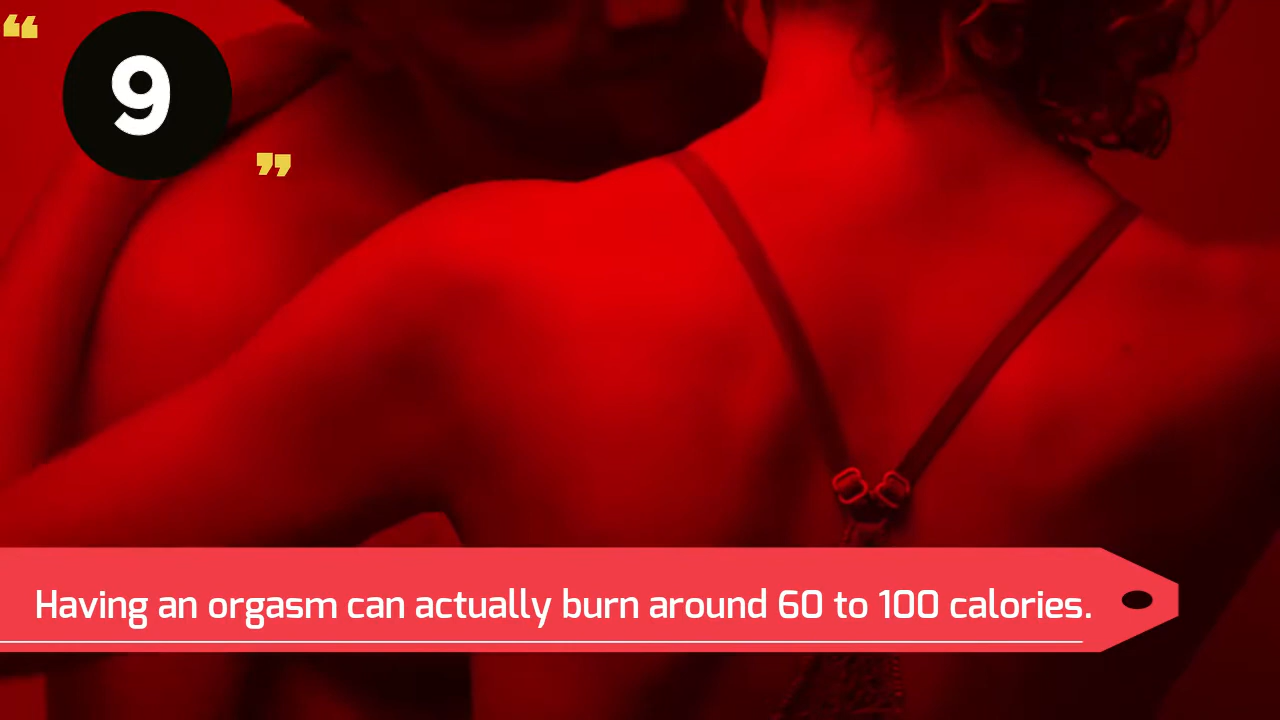 “
9
”
Having an orgasm can actually burn around 60 to 100 calories.